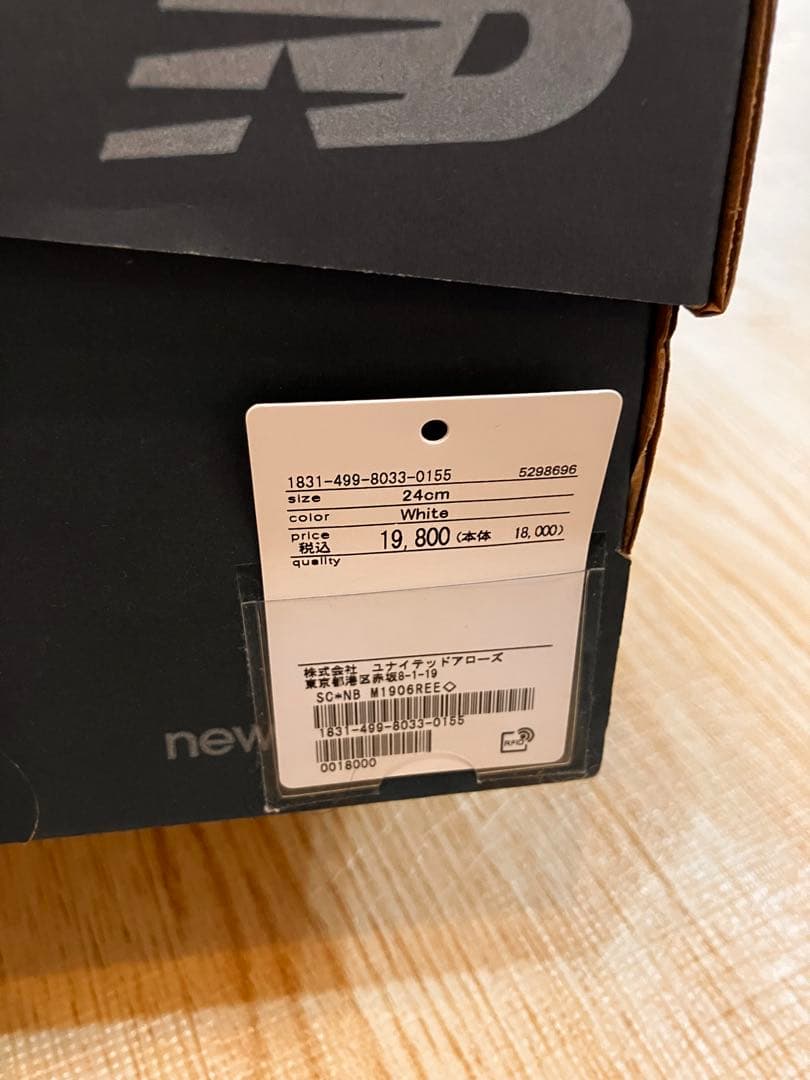 1831-499-8033-0155 5298696
size 24cm
color White
price
税込 19,800 (本体 18,000)
quality
株式会社 ユナイテッドアローズ
東京都港区赤坂8-1-19
SC*NB M1906REE◇
1831-499-8033-0155
0018000
RFID
new